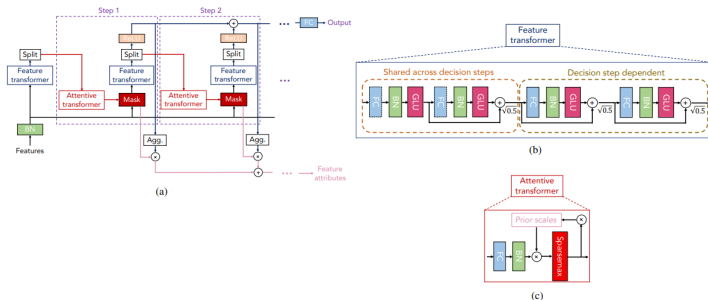 Step 1
Step 2
FC
Output
ReLU
ReLU
Split
Split
Split
Feature
transformer
Feature
transformer
Feature
transformer
Attentive
transformer
Mask
Attentive
transformer
Mask
BN
Features
Agg.
Agg.
Feature
attributes
(a)
Feature
transformer
Shared across decision steps
Decision step dependent
FC
BN
GLU
FC
BN
GLU
√0.5
FC
BN
GLU
√0.5
FC
BN
GLU
√0.5
(b)
Attentive
transformer
Prior scales
FC
BN
Sparsemax
(c)